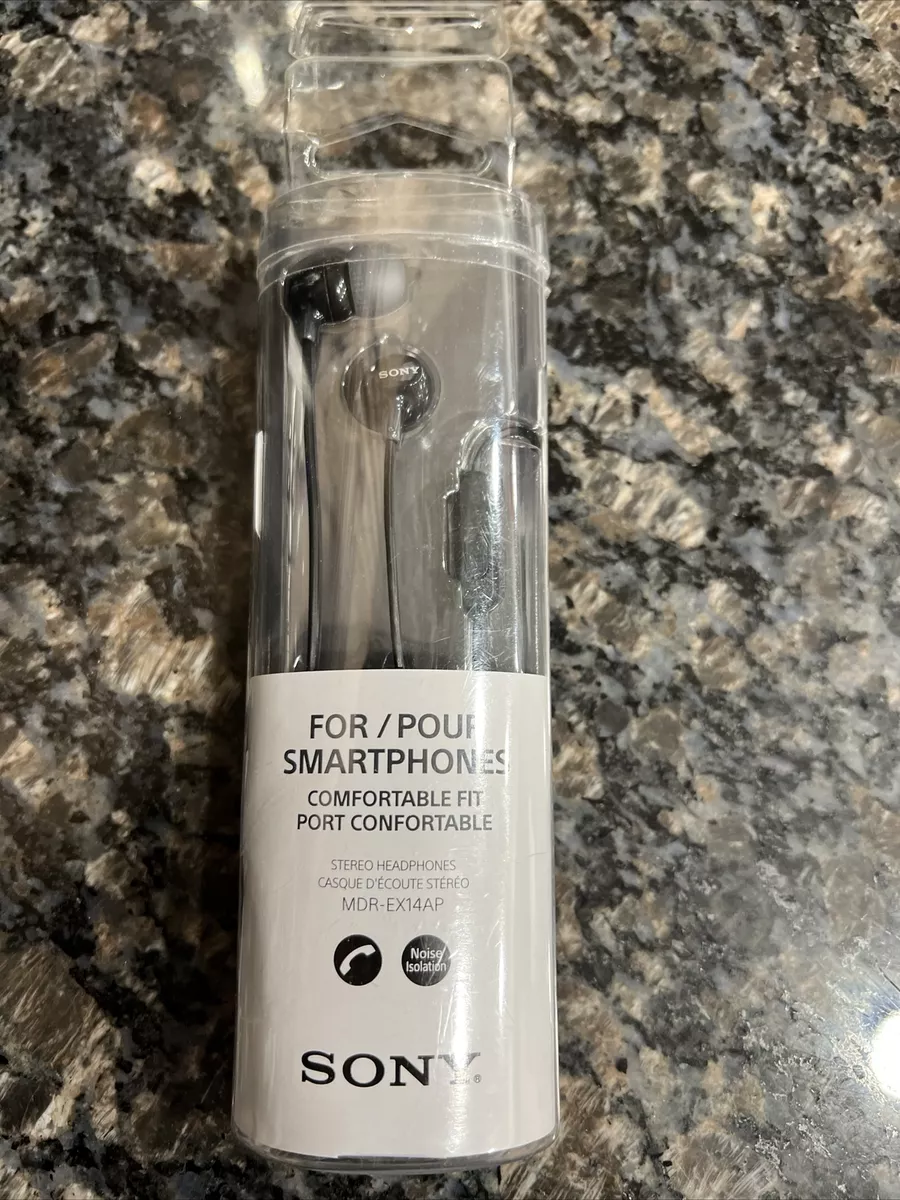 SONY
FOR / POUR
SMARTPHONES
COMFORTABLE FIT
PORT CONFORTABLE
STEREO HEADPHONES
CASQUE D'ÉCOUTE STÉRÉO
MDR-EX14AP
Noise
Isolation
SONY®